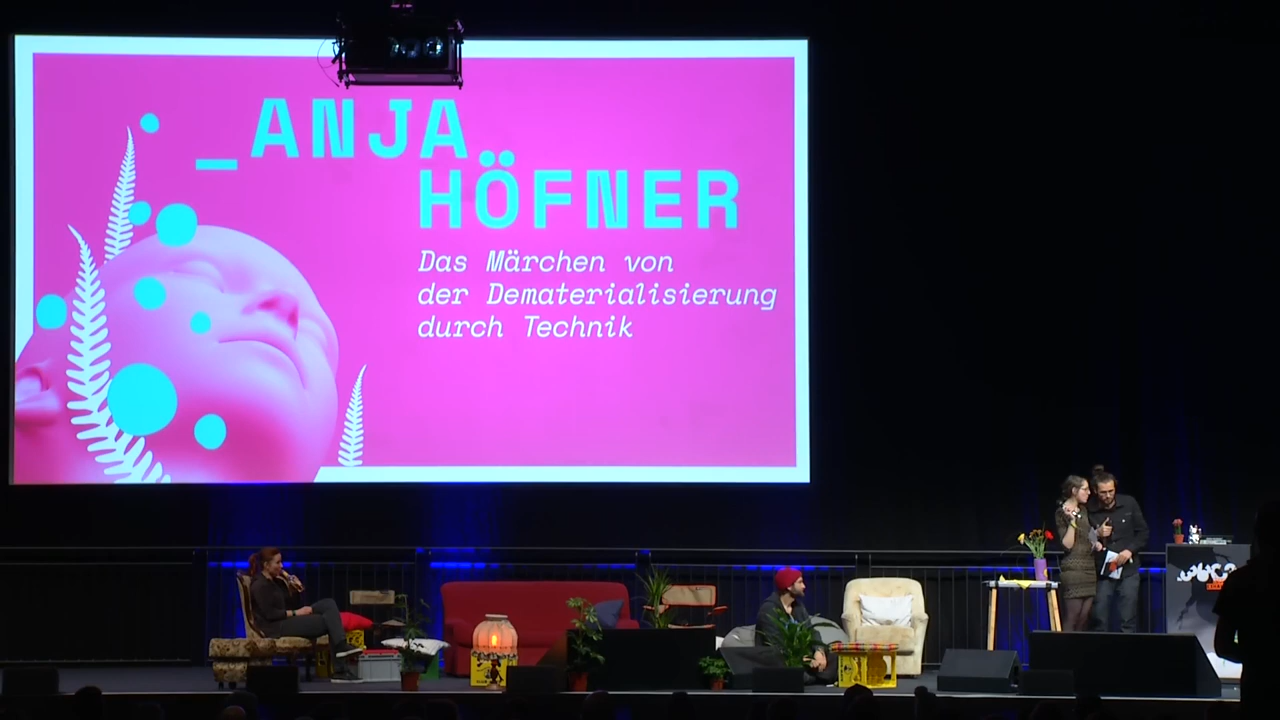 _ANJA
HÖFNER
Das Märchen von
der Dematerialisierung
durch Technik